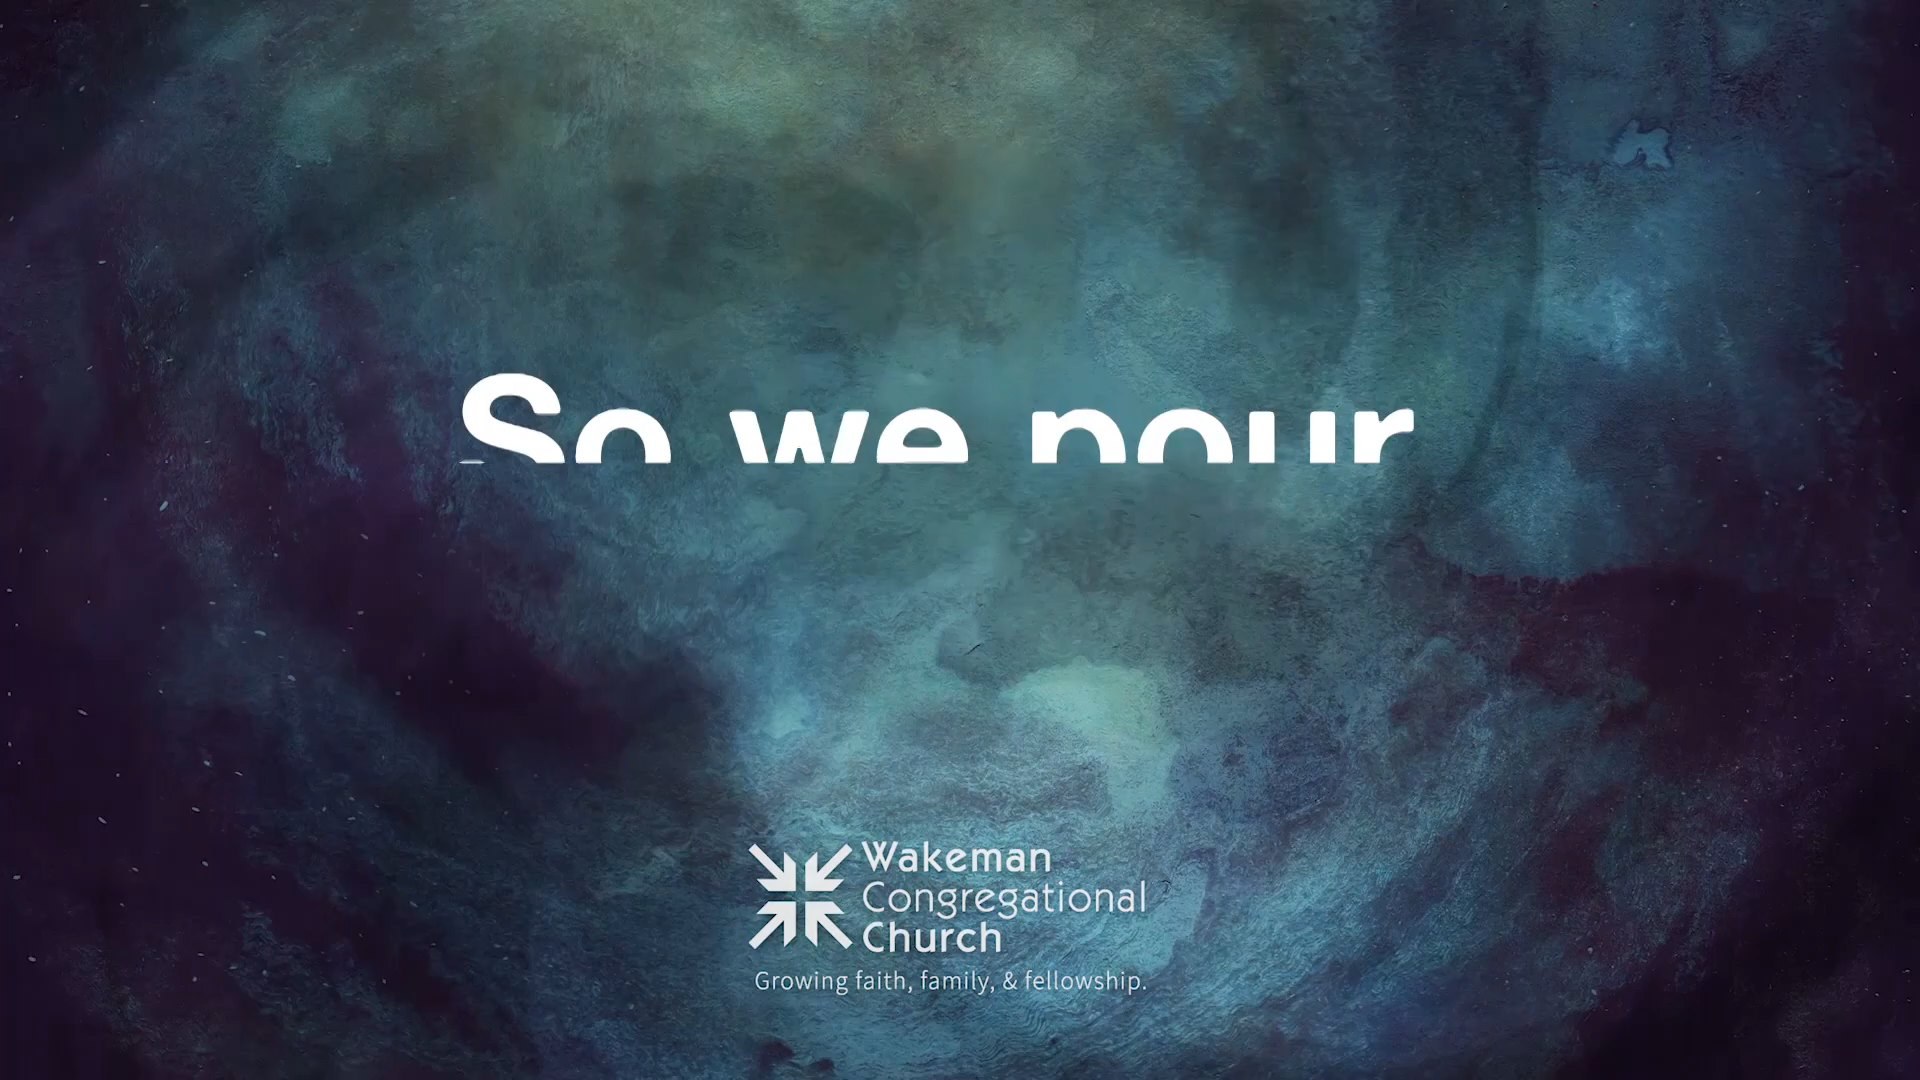 So we pour
Wakeman
Congregational
Church
Growing faith, family, & fellowship.